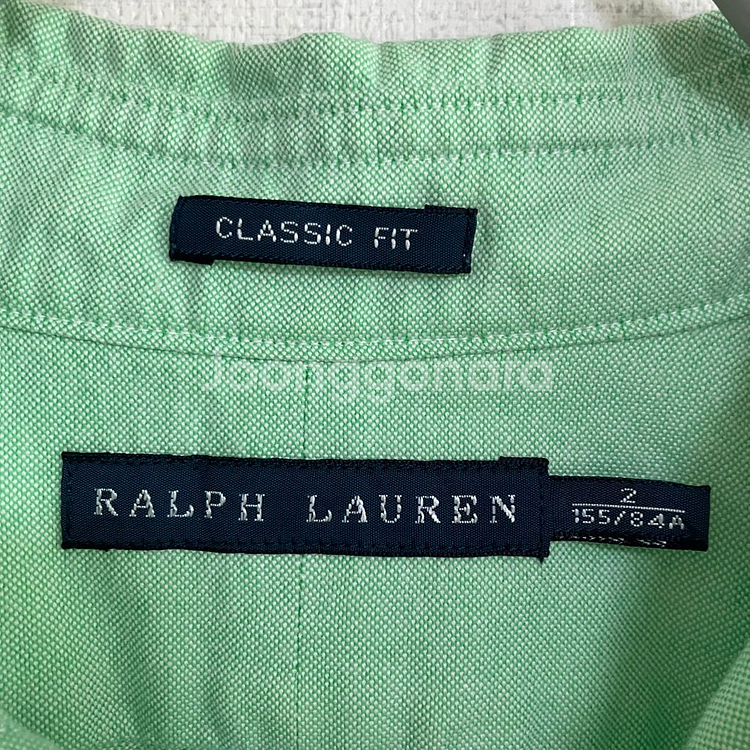 CLASSIC FIT
Joonggonara
RALPH LAUREN
2
155/84A